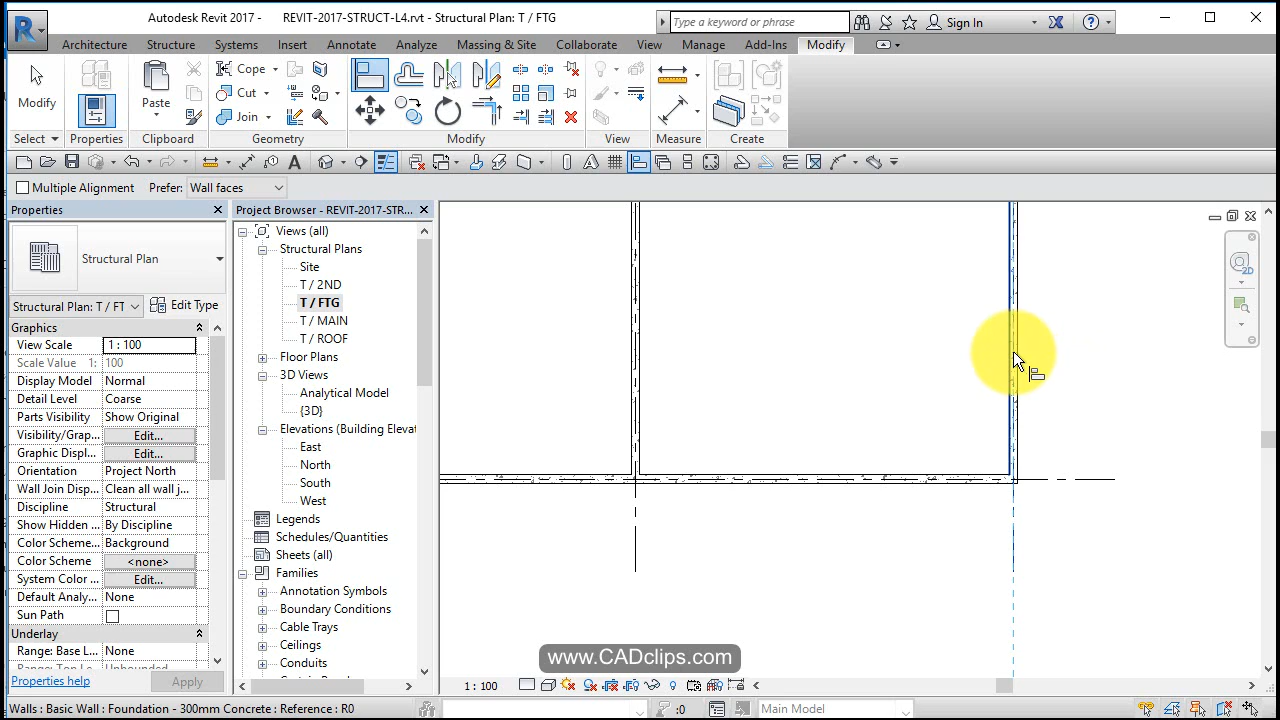 Autodesk Revit 2017 - REVIT-2017-STRUCT-L4.rvt - Structural Plan: T / FTG
Type a keyword or phrase
Sign In
Architecture Structure Systems Insert Annotate Analyze Massing & Site Collaborate View Manage Add-Ins Modify
Modify
Paste
Cope
Cut
Join
Select Properties Clipboard Geometry Modify View Measure Create
Multiple Alignment Prefer: Wall faces
Properties
Structural Plan
Structural Plan: T / FT
Edit Type
Graphics
View Scale 1 : 100
Scale Value 1: 100
Display Model Normal
Detail Level Coarse
Parts Visibility Show Original
Visibility/Grap... Edit...
Graphic Displ... Edit...
Orientation Project North
Wall Join Disp... Clean all wall j...
Discipline Structural
Show Hidden ... By Discipline
Color Scheme... Background
Color Scheme <none>
System Color ... Edit...
Default Analy... None
Sun Path
Underlay
Range: Base L... None
Properties help
Apply
Project Browser - REVIT-2017-STR...
Views (all)
Structural Plans
Site
T / 2ND
T / FTG
T / MAIN
T / ROOF
Floor Plans
3D Views
Analytical Model
{3D}
Elevations (Building Elevat
East
North
South
West
Legends
Schedules/Quantities
Sheets (all)
Families
Annotation Symbols
Boundary Conditions
Cable Trays
Ceilings
Conduits
2D
www.CADclips.com
1 : 100
Walls : Basic Wall : Foundation - 300mm Concrete : Reference : R0
:0
Main Model